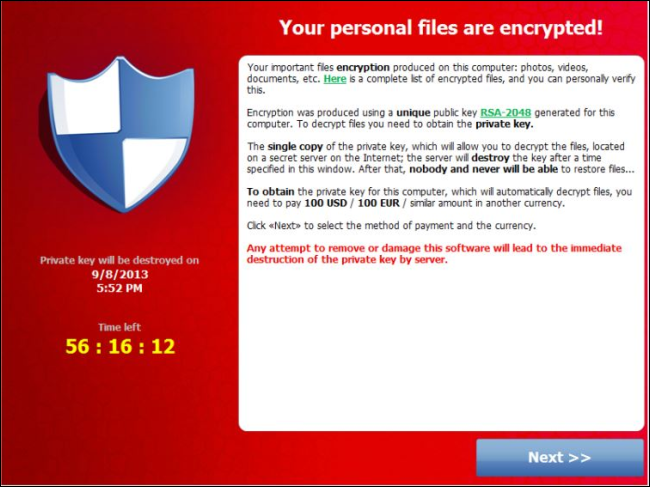 Your personal files are encrypted!
Your important files encryption produced on this computer: photos, videos,
documents, etc. Here is a complete list of encrypted files, and you can personally verify
this.
Encryption was produced using a unique public key RSA-2048 generated for this
computer. To decrypt files you need to obtain the private key.
The single copy of the private key, which will allow you to decrypt the files, located
on a secret server on the Internet; the server will destroy the key after a time
specified in this window. After that, nobody and never will be able to restore files...
To obtain the private key for this computer, which will automatically decrypt files, you
need to pay 100 USD / 100 EUR / similar amount in another currency.
Click «Next» to select the method of payment and the currency.
Any attempt to remove or damage this software will lead to the immediate
destruction of the private key by server.
Private key will be destroyed on
9/8/2013
5:52 PM
Time left
56 : 16 : 12
Next >>